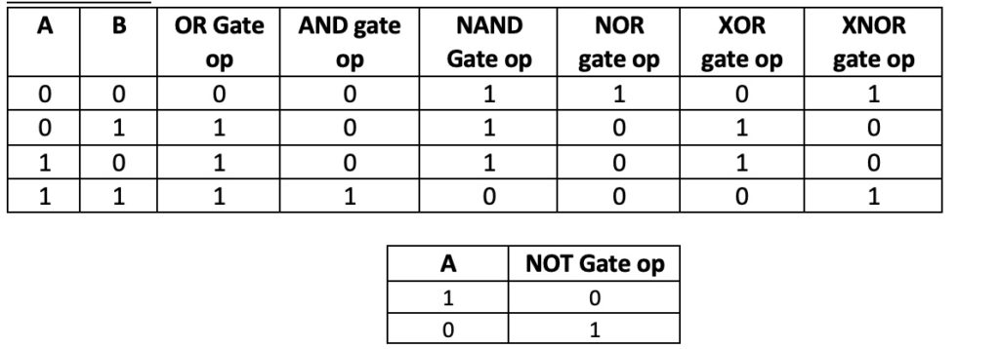 A B OR Gate AND gate NAND NOR XOR XNOR
op op Gate op gate op gate op gate op
0 0 0 0 1 1 0 1
0 1 1 0 1 0 1 0
1 0 1 0 1 0 1 0
1 1 1 1 0 0 0 1
A NOT Gate op
1 0
0 1